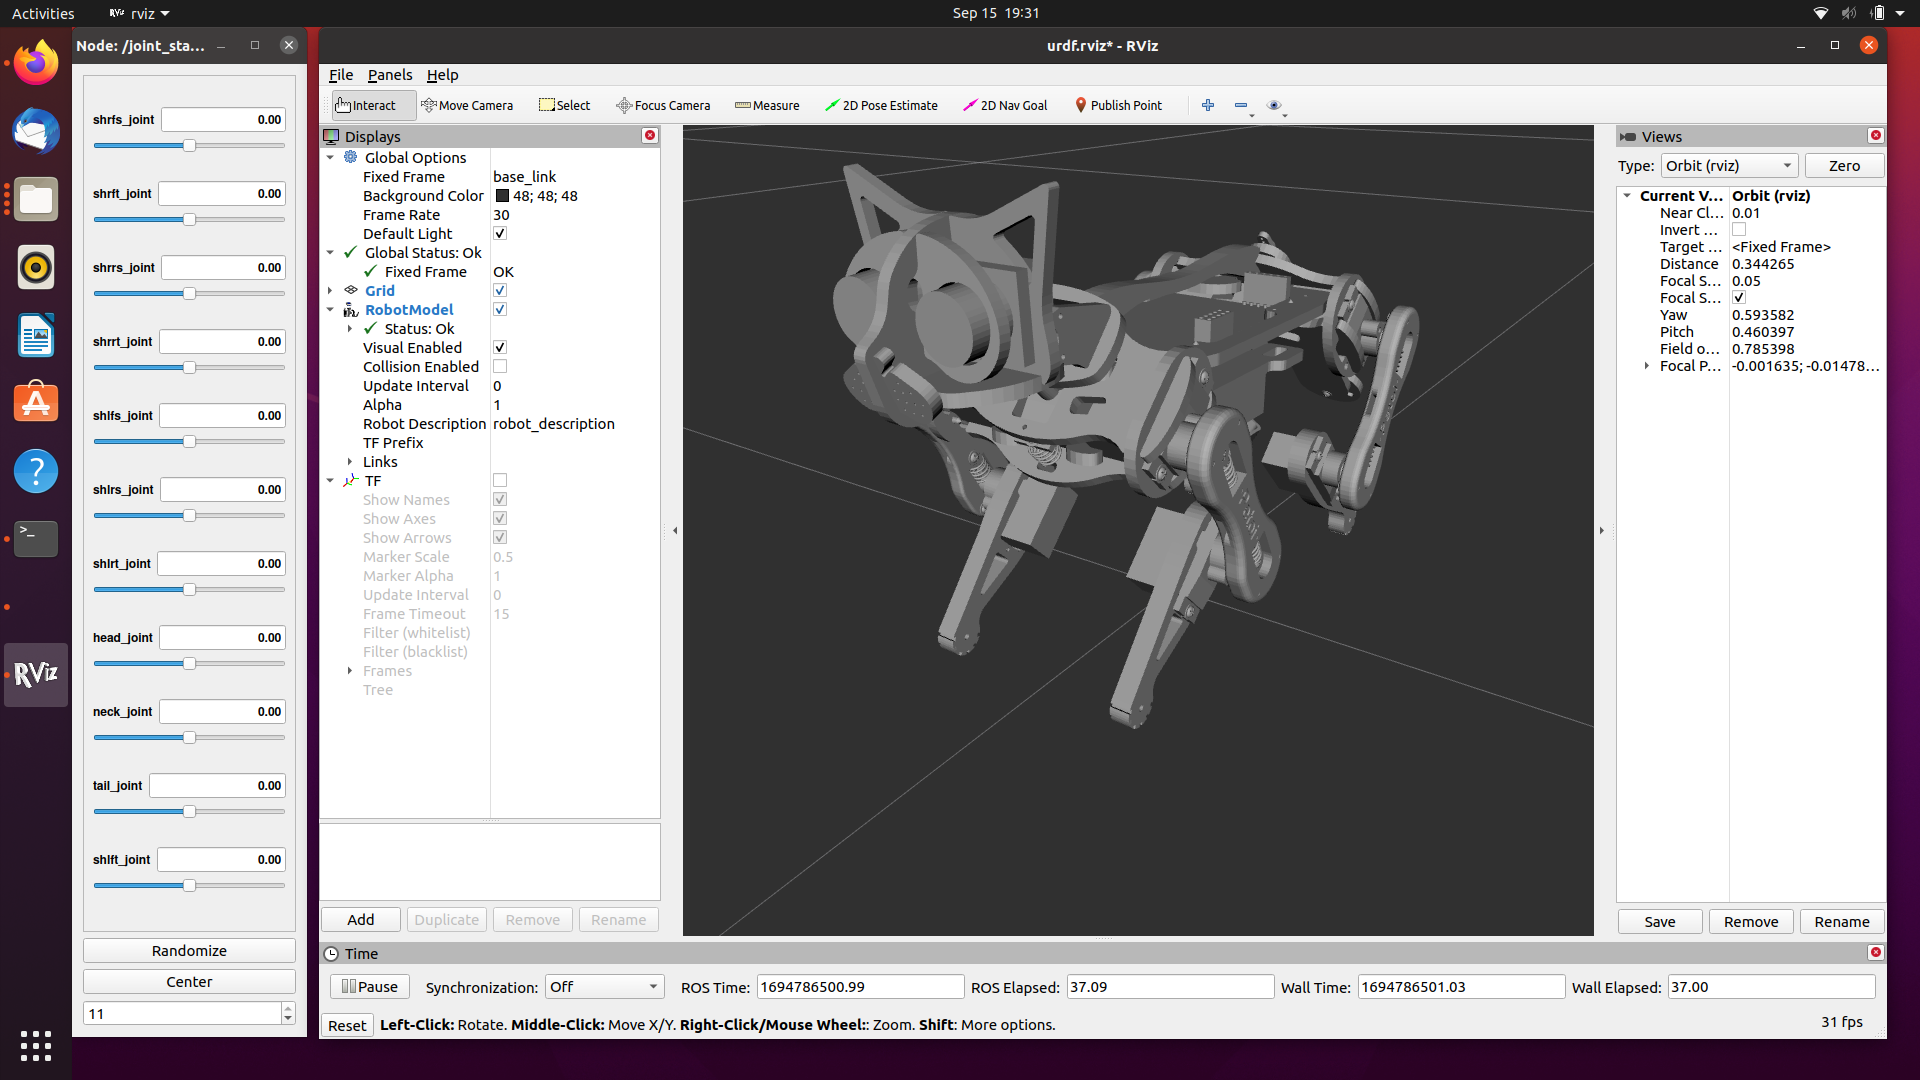 Activities
rviz
Sep 15 19:31
Node: /joint_sta...
shrfs_joint 0.00
shrft_joint 0.00
shrrs_joint 0.00
shrrt_joint 0.00
shlfs_joint 0.00
shlrs_joint 0.00
shlrt_joint 0.00
head_joint 0.00
neck_joint 0.00
tail_joint 0.00
shlft_joint 0.00
Randomize
Center
11
RViz
urdf.rviz* - RViz
File Panels Help
Interact Move Camera Select Focus Camera Measure 2D Pose Estimate 2D Nav Goal Publish Point
Displays
Global Options
Fixed Frame base_link
Background Color 48; 48; 48
Frame Rate 30
Default Light
Global Status: Ok
Fixed Frame OK
Grid
RobotModel
Status: Ok
Visual Enabled
Collision Enabled
Update Interval 0
Alpha 1
Robot Description robot_description
TF Prefix
Links
TF
Show Names
Show Axes
Show Arrows
Marker Scale 0.5
Marker Alpha 1
Update Interval 0
Frame Timeout 15
Filter (whitelist)
Filter (blacklist)
Frames
Tree
Add Duplicate Remove Rename
Views
Type: Orbit (rviz) Zero
Current V... Orbit (rviz)
Near Cl... 0.01
Invert ...
Target ... <Fixed Frame>
Distance 0.344265
Focal S... 0.05
Focal S...
Yaw 0.593582
Pitch 0.460397
Field o... 0.785398
Focal P... -0.001635; -0.01478...
Save Remove Rename
Time
Pause Synchronization: Off ROS Time: 1694786500.99 ROS Elapsed: 37.09 Wall Time: 1694786501.03 Wall Elapsed: 37.00
Reset Left-Click: Rotate. Middle-Click: Move X/Y. Right-Click/Mouse Wheel:: Zoom. Shift: More options. 31 fps